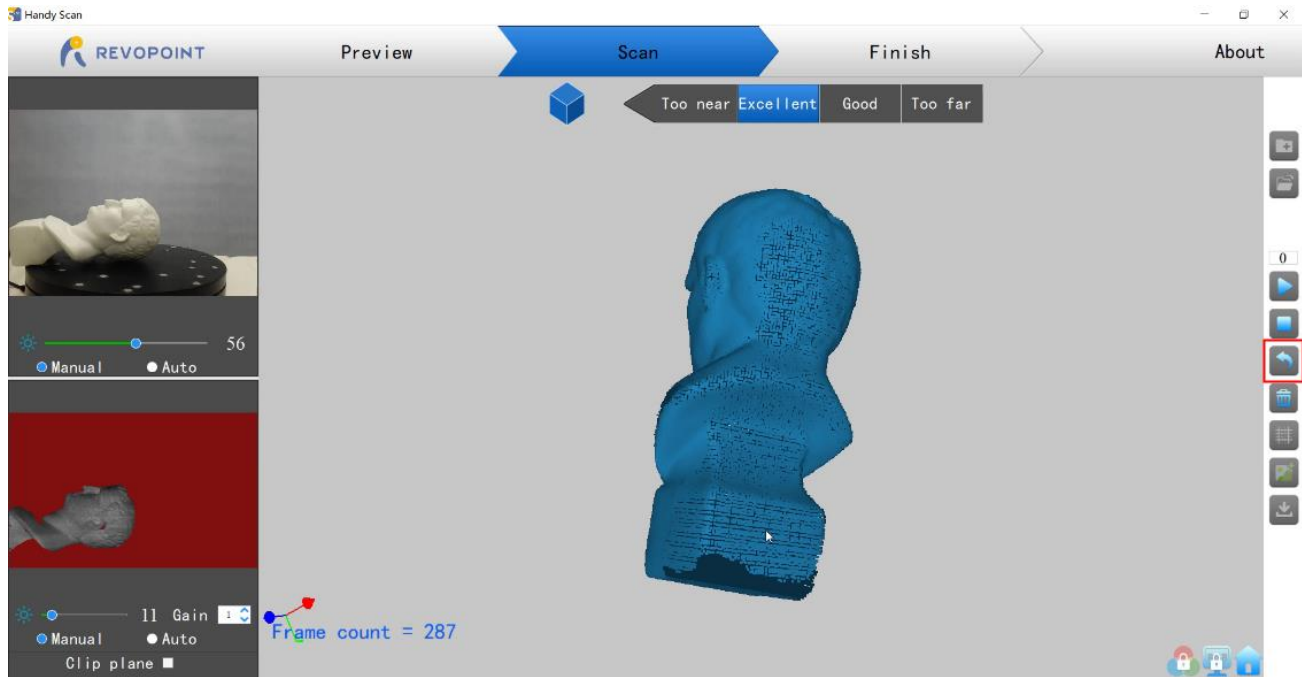 Handy Scan
REVOPOINT
Preview
Scan
Finish
About
Too near
Excellent
Good
Too far
0
56
Manual
Auto
11 Gain 1
Manual
Auto
Clip plane
Frame count = 287